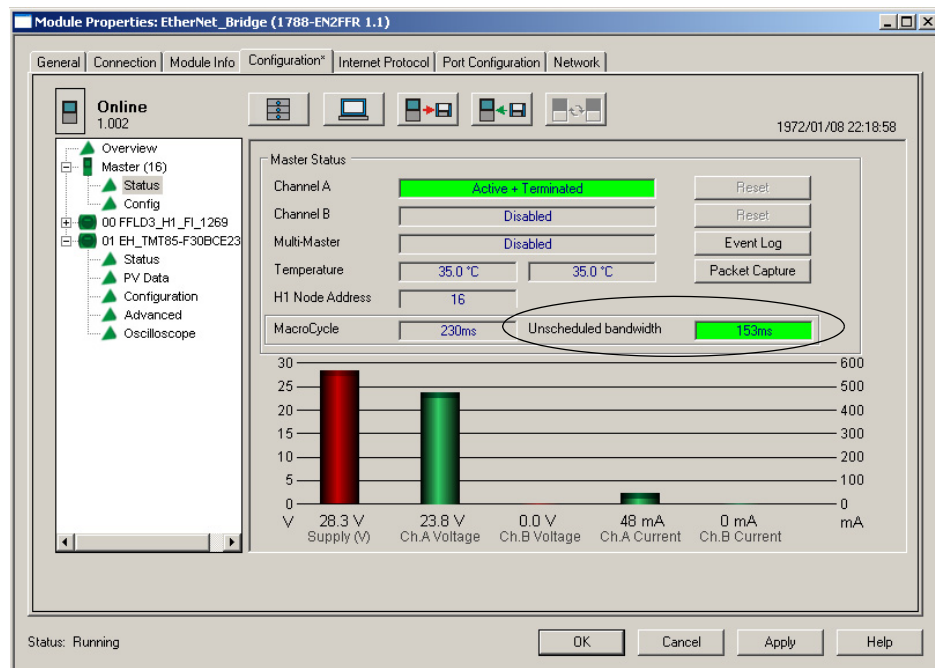 Module Properties: EtherNet_Bridge (1788-EN2FFR 1.1)
General Connection Module Info Configuration* Internet Protocol Port Configuration Network
Online
1.002
1972/01/08 22:18:58
Overview
Master (16)
Status
Config
00 FFLD3_H1_FI_1269
01 EH_TMT85-F30BCE23
Status
PV Data
Configuration
Advanced
Oscilloscope
Master Status
Channel A Active + Terminated Reset
Channel B Disabled Reset
Multi-Master Disabled Event Log
Temperature 35.0 °C 35.0 °C Packet Capture
H1 Node Address 16
MacroCycle 230ms Unscheduled bandwidth 153ms
30 600
25 500
20 400
15 300
10 200
5 100
0 0
V 28.3 V 23.8 V 0.0 V 48 mA 0 mA mA
Supply (V) Ch.A Voltage Ch.B Voltage Ch.A Current Ch.B Current
Status: Running OK Cancel Apply Help